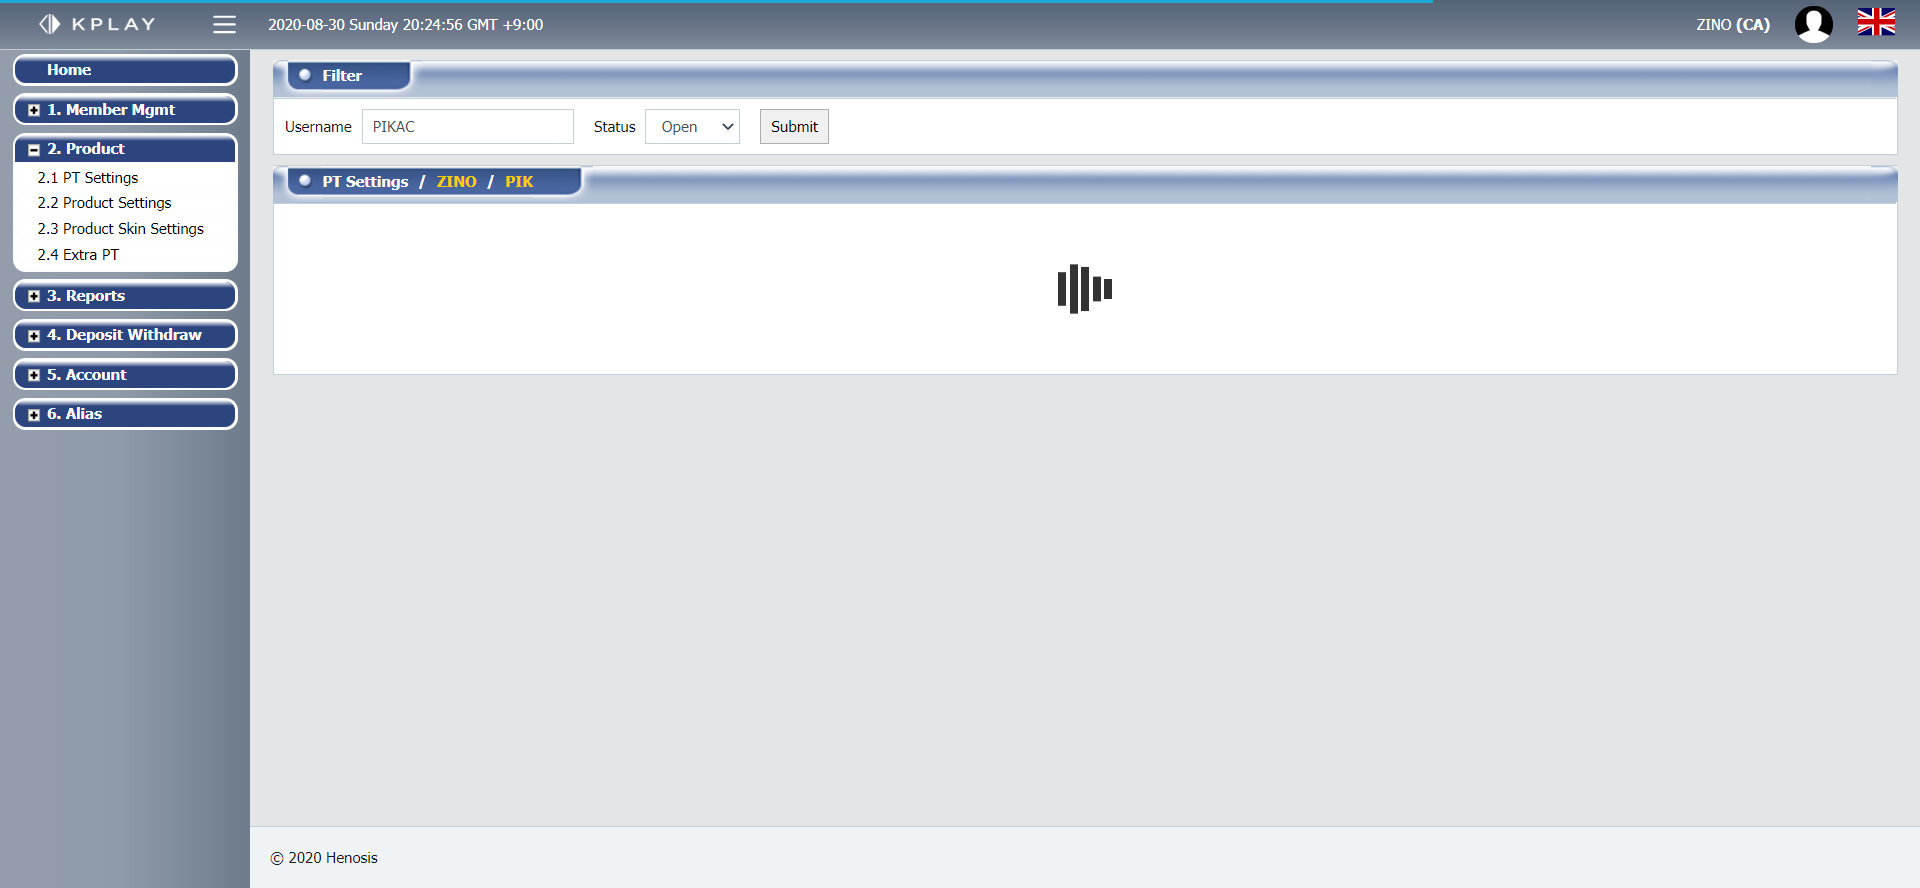 KPLAY
2020-08-30 Sunday 20:24:56 GMT +9:00
ZINO (CA)
Home
1. Member Mgmt
2. Product
2.1 PT Settings
2.2 Product Settings
2.3 Product Skin Settings
2.4 Extra PT
3. Reports
4. Deposit Withdraw
5. Account
6. Alias
Filter
Username PIKAC Status Open Submit
PT Settings / ZINO / PIK
© 2020 Henosis